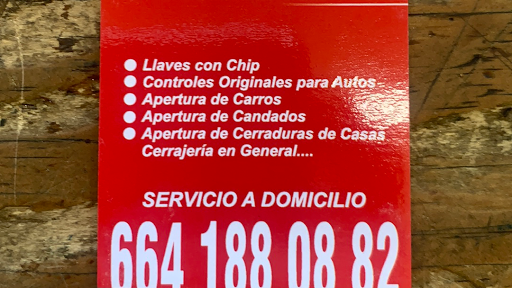 ● Llaves con Chip
● Controles Originales para Autos
● Apertura de Carros
● Apertura de Candados
● Apertura de Cerraduras de Casas
Cerrajería en General....
SERVICIO A DOMICILIO
664 188 08 82